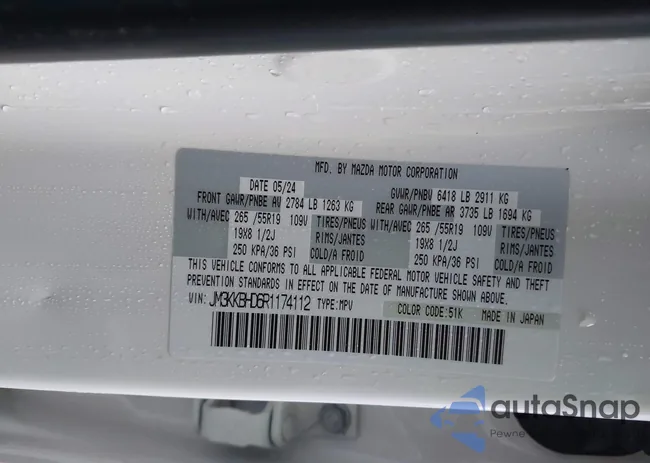 MFD. BY MAZDA MOTOR CORPORATION
DATE 05/24 GVWR/PNBV 6418 LB 2911 KG
FRONT GAWR/PNBE AV 2784 LB 1263 KG REAR GAWR/PNBE AR 3735 LB 1694 KG
WITH/AVEC 265 /55R19 109V TIRES/PNEUS WITH/AVEC 265 /55R19 109V TIRES/PNEUS
19X8 1/2J RIMS/JANTES 19X8 1/2J RIMS/JANTES
250 KPA/36 PSI COLD/A FROID 250 KPA/36 PSI COLD/A FROID
THIS VEHICLE CONFORMS TO ALL APPLICABLE FEDERAL MOTOR VEHICLE SAFETY AND THEFT
PREVENTION STANDARDS IN EFFECT ON THE DATE OF MANUFACTURE SHOWN ABOVE.
VIN: JM3KKBHD6R1174112 TYPE:MPV COLOR CODE:51K MADE IN JAPAN
autoSnap
Pewne